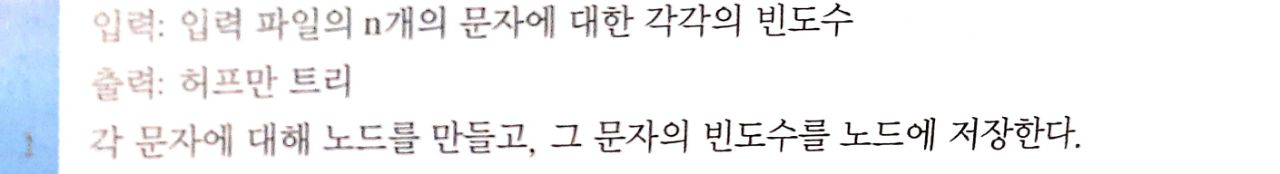 입력: 입력 파일의 n개의 문자에 대한 각각의 빈도수
출력: 허프만 트리
1 각 문자에 대해 노드를 만들고, 그 문자의 빈도수를 노드에 저장한다.